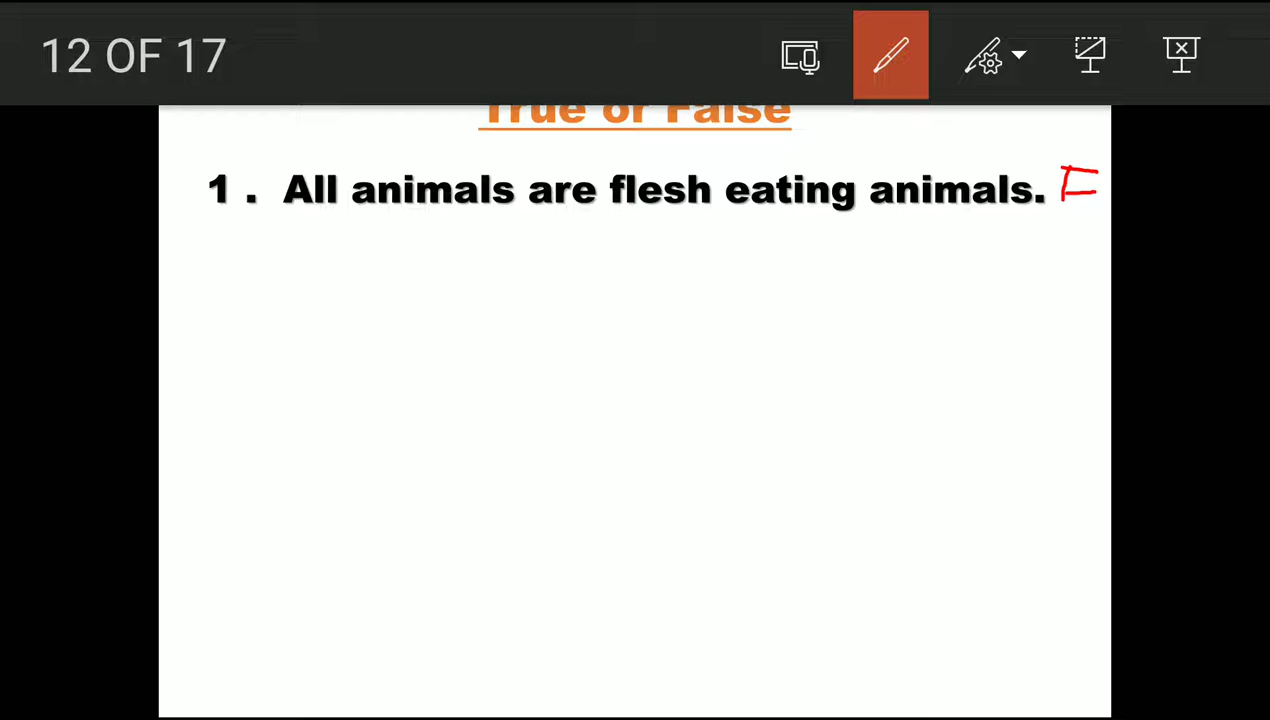 12 OF 17
True or False
1 . All animals are flesh eating animals. F